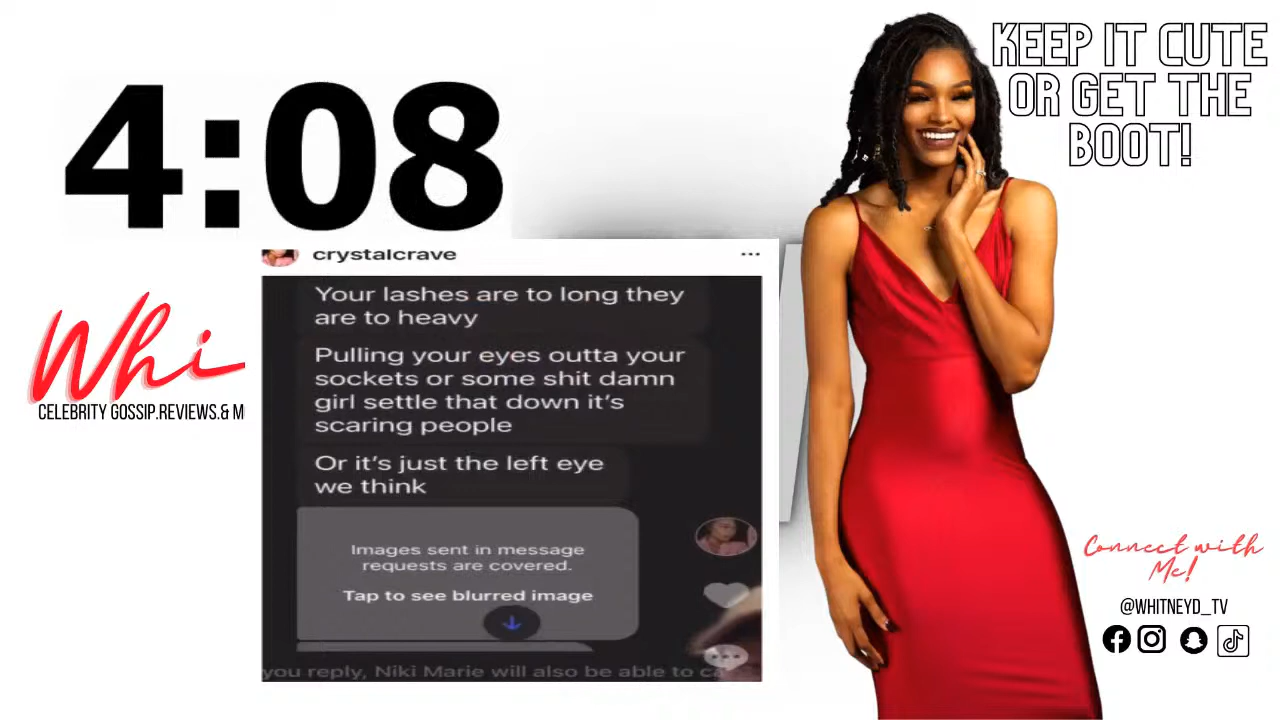 KEEP IT CUTE
OR GET THE
BOOT!
4:08
crystalcrave
Your lashes are to long they
are to heavy
Pulling your eyes outta your
sockets or some shit damn
girl settle that down it's
scaring people
Or it's just the left eye
we think
Images sent in message
requests are covered.
Tap to see blurred image
you reply, Niki Marie will also be able to ca
Whi
CELEBRITY GOSSIP.REVIEWS.& M
Connect with
Me!
@WHITNEYD_TV